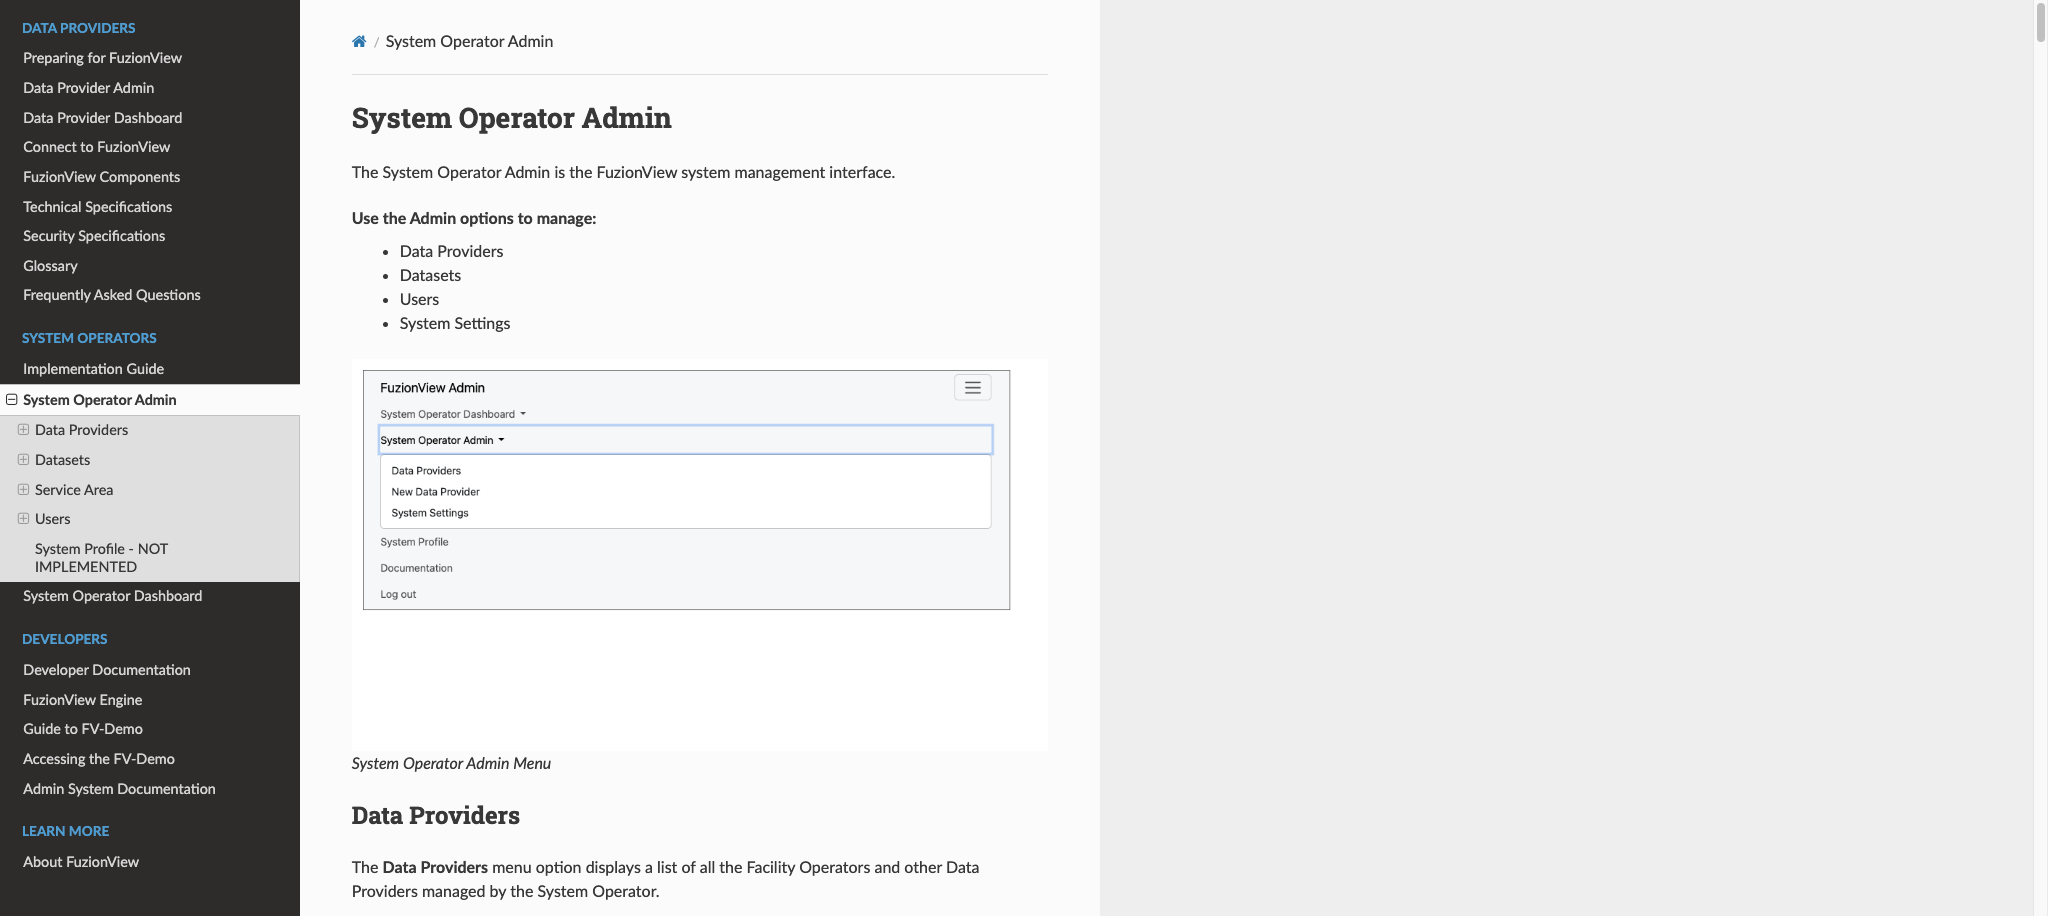 DATA PROVIDERS
Preparing for FuzionView
Data Provider Admin
Data Provider Dashboard
Connect to FuzionView
FuzionView Components
Technical Specifications
Security Specifications
Glossary
Frequently Asked Questions
SYSTEM OPERATORS
Implementation Guide
System Operator Admin
Data Providers
Datasets
Service Area
Users
System Profile - NOT
IMPLEMENTED
System Operator Dashboard
DEVELOPERS
Developer Documentation
FuzionView Engine
Guide to FV-Demo
Accessing the FV-Demo
Admin System Documentation
LEARN MORE
About FuzionView
/ System Operator Admin
System Operator Admin
The System Operator Admin is the FuzionView system management interface.
Use the Admin options to manage:
• Data Providers
• Datasets
• Users
• System Settings
FuzionView Admin
System Operator Dashboard
System Operator Admin
Data Providers
New Data Provider
System Settings
System Profile
Documentation
Log out
System Operator Admin Menu
Data Providers
The Data Providers menu option displays a list of all the Facility Operators and other Data
Providers managed by the System Operator.